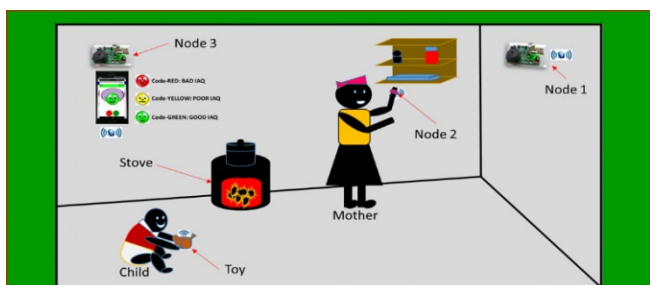 Node 3
Node 1
Code-RED: BAD IAQ
Code-YELLOW: POOR IAQ
Code-GREEN: GOOD IAQ
Node 2
Stove
Mother
Child
Toy